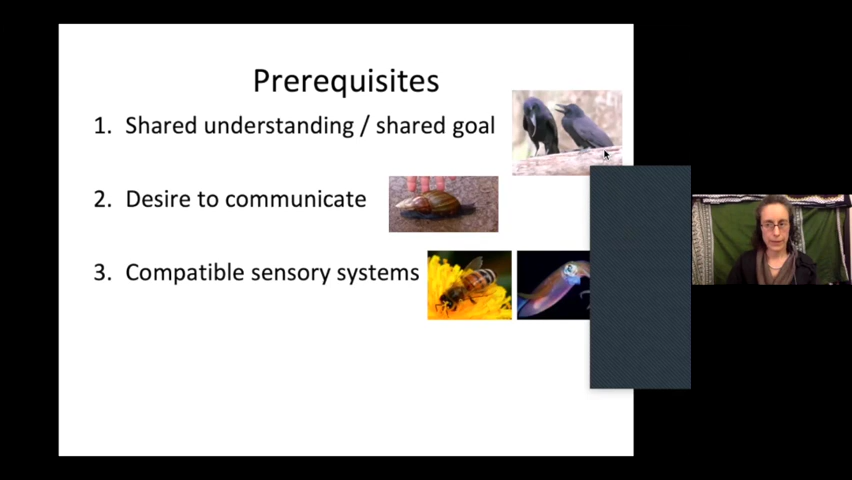 Prerequisites
1. Shared understanding / shared goal
2. Desire to communicate
3. Compatible sensory systems